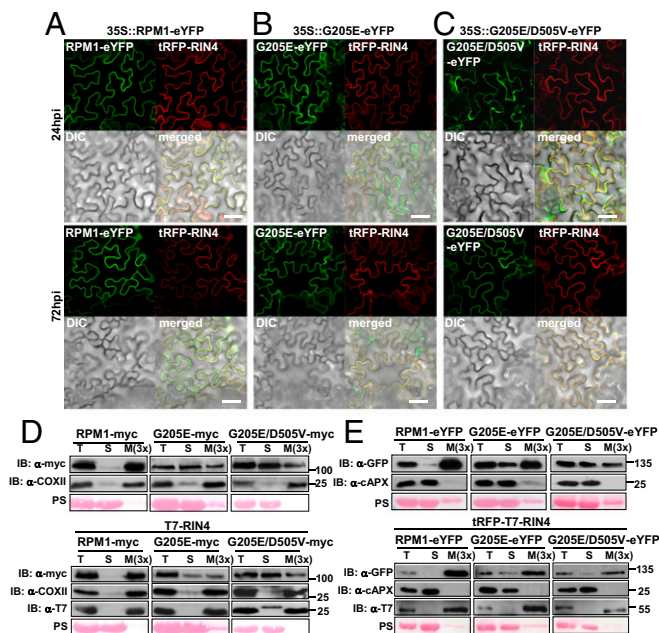 A 35S::RPM1-eYFP B 35S::G205E-eYFP C 35S::G205E/D505V-eYFP
RPM1-eYFP tRFP-RIN4 G205E-eYFP tRFP-RIN4 G205E/D505V-eYFP tRFP-RIN4
24hpi
DIC merged DIC merged DIC merged
RPM1-eYFP tRFP-RIN4 G205E-eYFP tRFP-RIN4 G205E/D505V-eYFP tRFP-RIN4
72hpi
DIC merged DIC merged DIC merged
D
RPM1-myc G205E-myc G205E/D505V-myc
T S M(3x) T S M(3x) T S M(3x)
IB: α-myc 100
IB: α-COXII 25
PS
T7-RIN4
RPM1-myc G205E-myc G205E/D505V-myc
T S M(3x) T S M(3x) T S M(3x)
IB: α-myc 100
IB: α-COXII 25
IB: α-T7 25
PS
E
RPM1-eYFP G205E-eYFP G205E/D505V-eYFP
T S M(3x) T S M(3x) T S M(3x)
IB: α-GFP 135
IB: α-cAPX 25
PS
tRFP-T7-RIN4
RPM1-eYFP G205E-eYFP G205E/D505V-eYFP
T S M(3x) T S M(3x) T S M(3x)
IB: α-GFP 135
IB: α-cAPX 25
IB: α-T7 55
PS